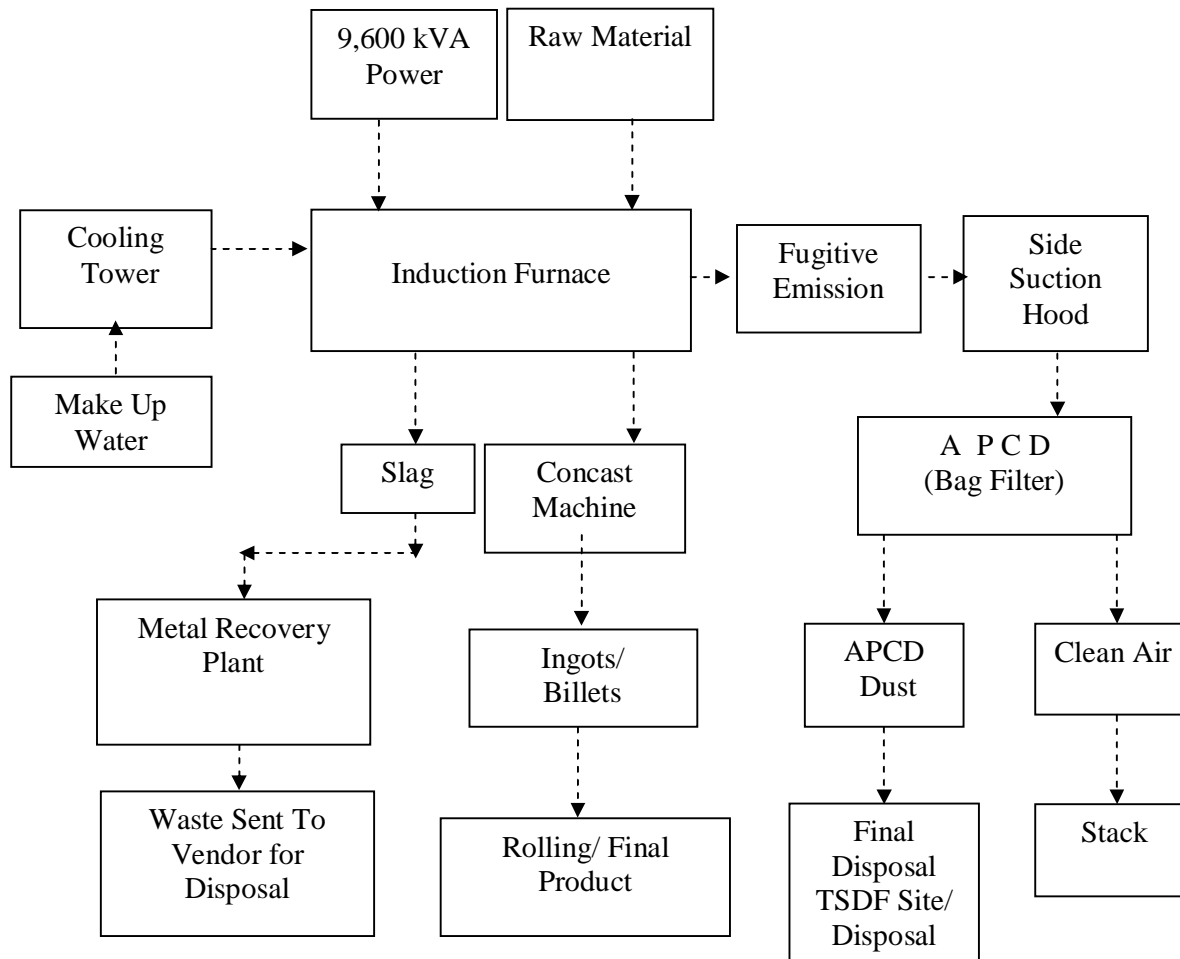 9,600 kVA
Power
Raw Material
Cooling
Tower
Induction Furnace
Fugitive
Emission
Side
Suction
Hood
Make Up
Water
Slag
Concast
Machine
A P C D
(Bag Filter)
Metal Recovery
Plant
Ingots/
Billets
APCD
Dust
Clean Air
Waste Sent To
Vendor for
Disposal
Rolling/ Final
Product
Final
Disposal
TSDF Site/
Disposal
Stack